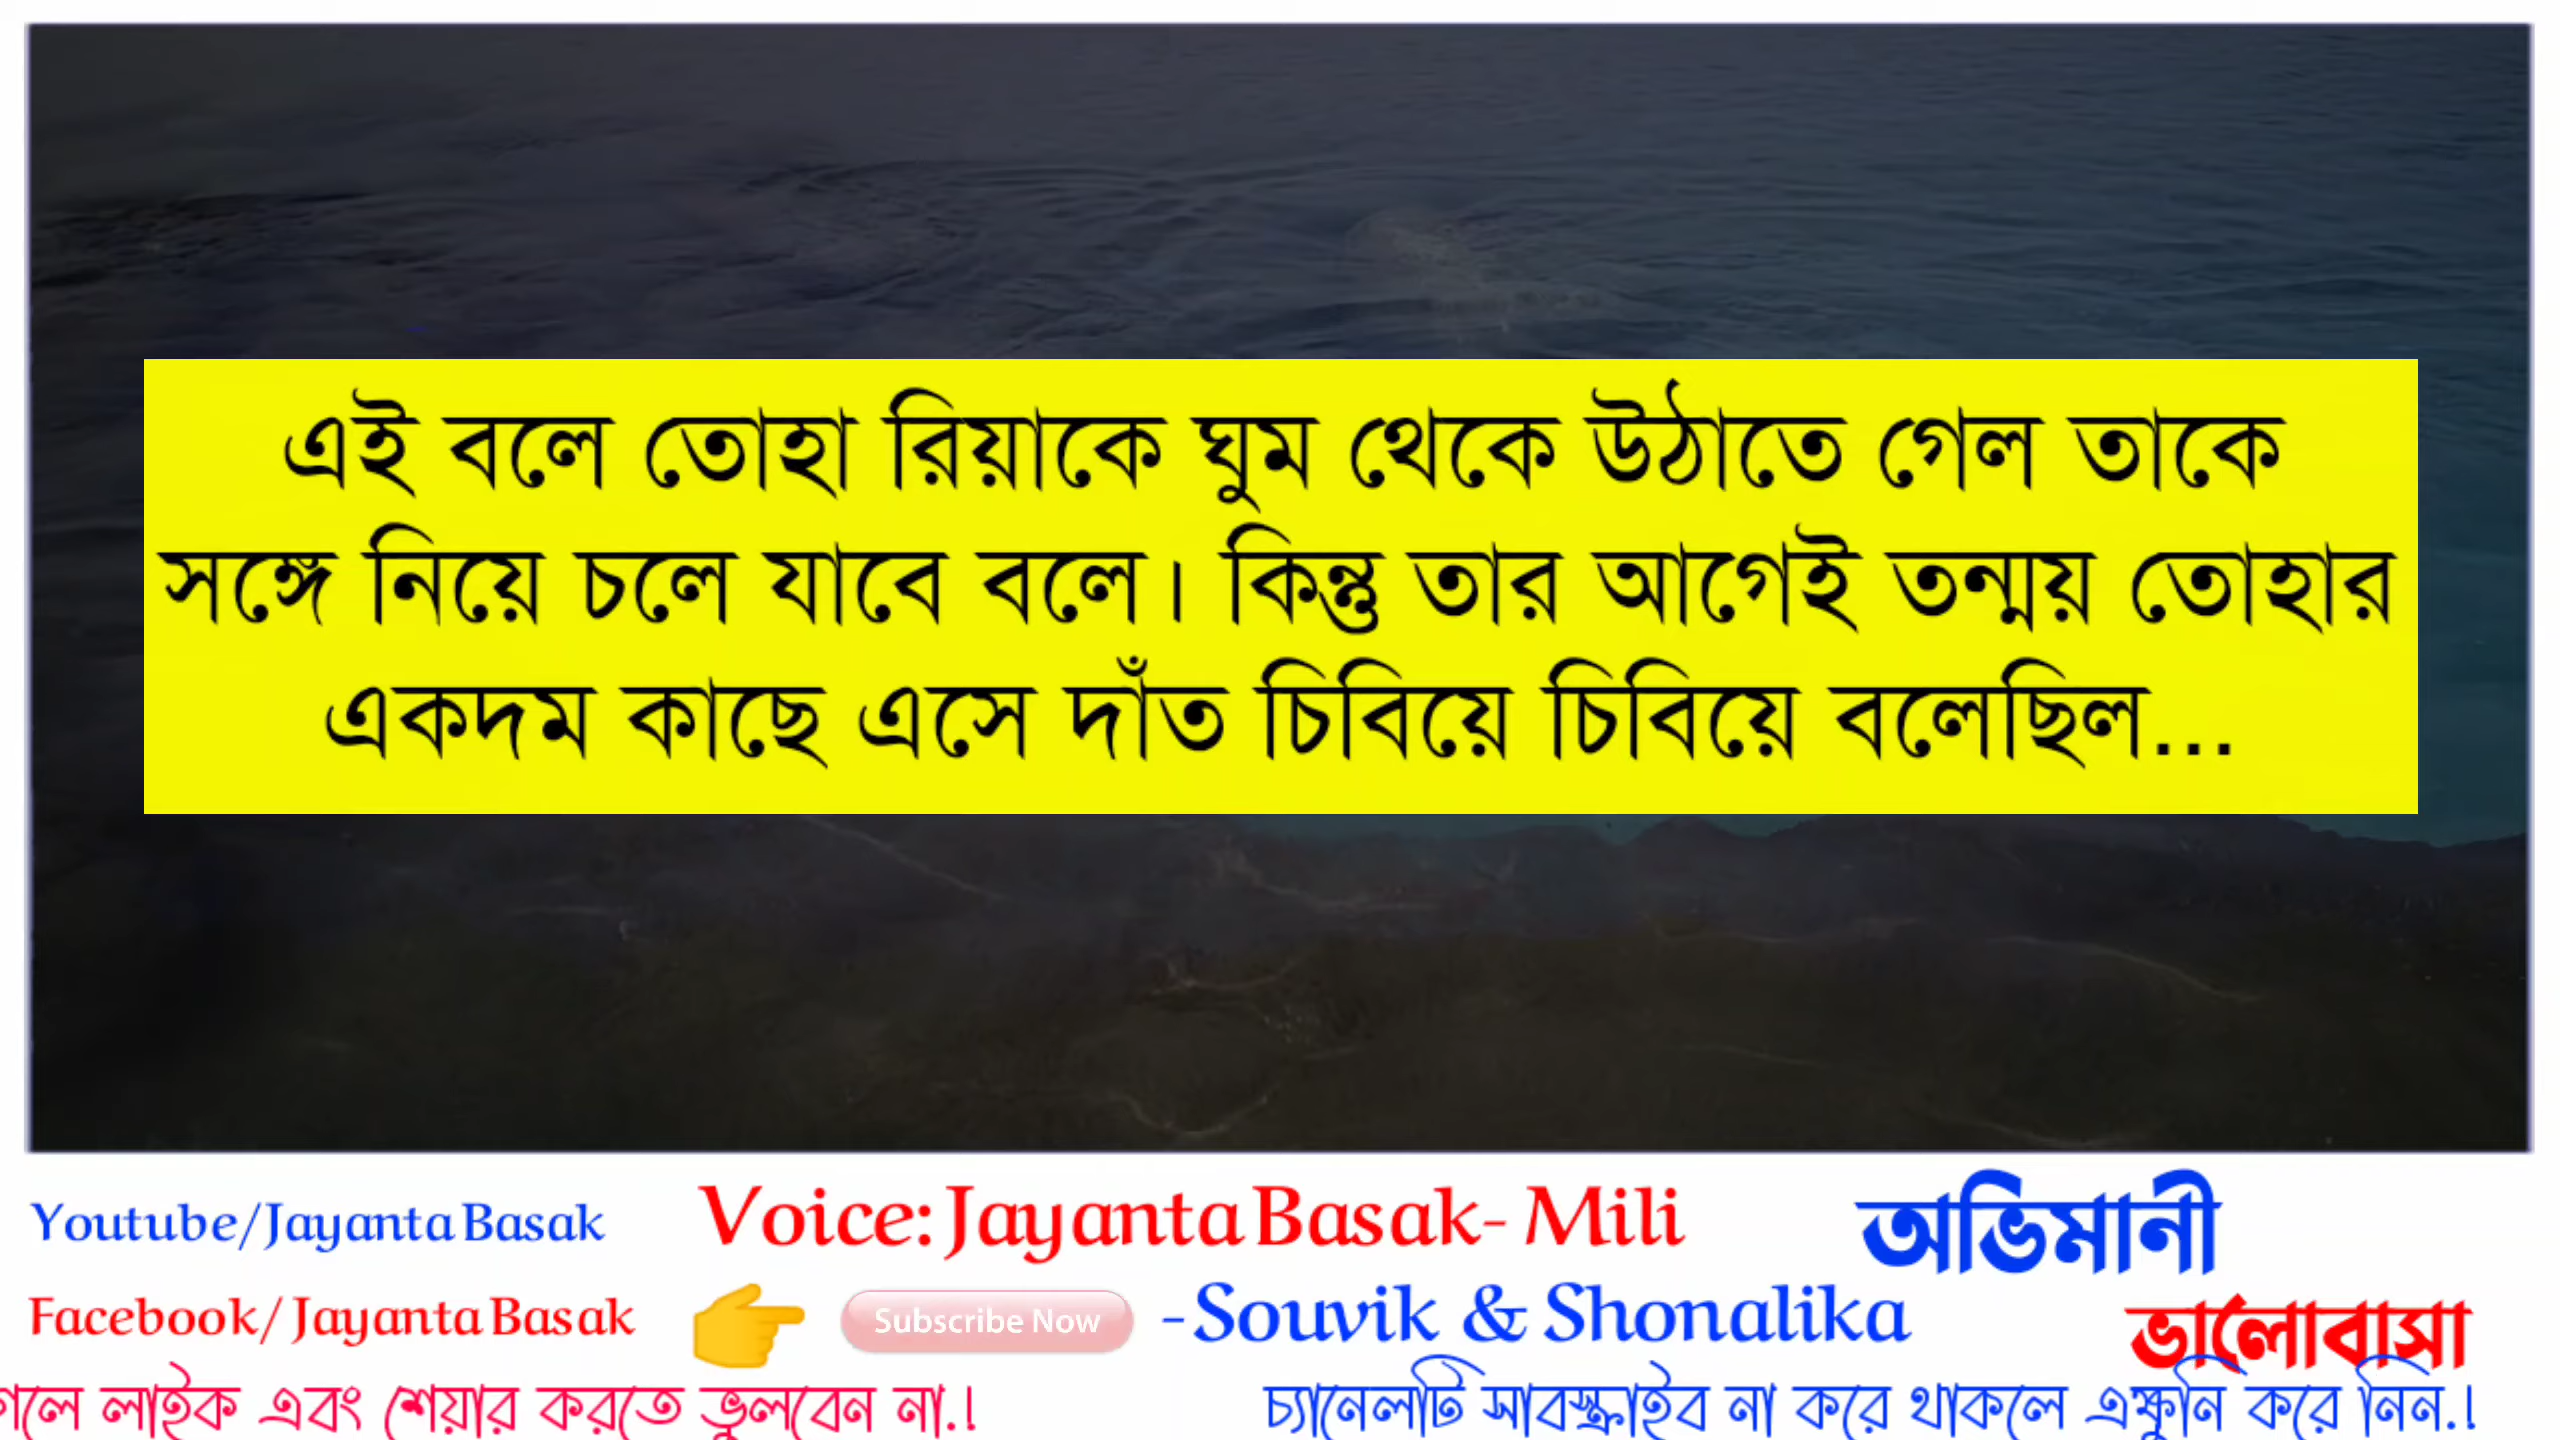 এই বলে তোহা রিয়াকে ঘুম থেকে উঠাতে গেল তাকে
সঙ্গে নিয়ে চলে যাবে বলে। কিন্তু তার আগেই তন্ময় তোহার
একদম কাছে এসে দাঁত চিবিয়ে চিবিয়ে বলেছিল...
Youtube/Jayanta Basak
Voice: Jayanta Basak- Mili
অভিমানী
Facebook/ Jayanta Basak
Subscribe Now
-Souvik & Shonalika
ভালোবাসা
লাইক এবং শেয়ার করতে ভুলবেন না.!
চ্যানেলটি সাবস্ক্রাইব না করে থাকলে এক্ষুনি করে নিন.!